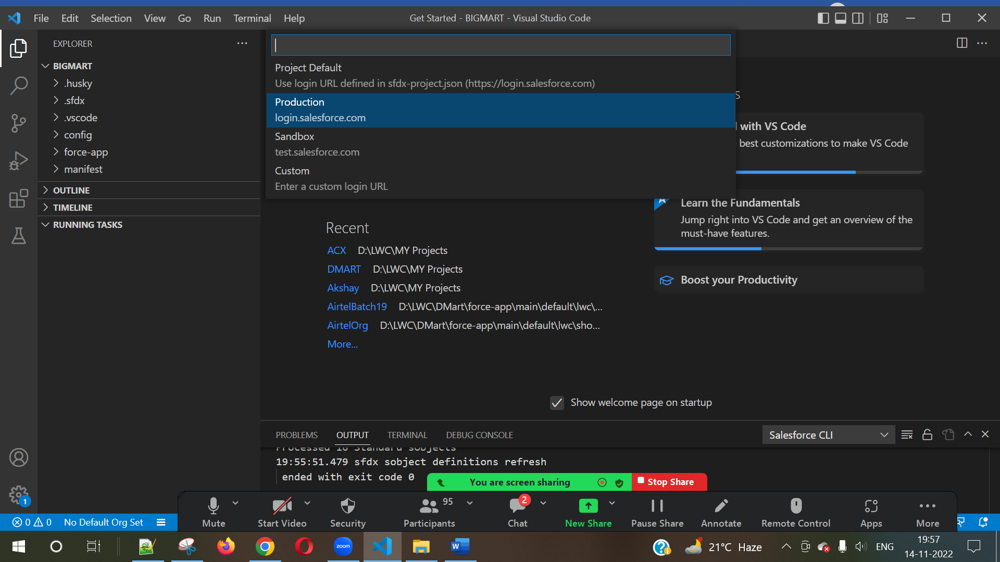 File Edit Selection View Go Run Terminal Help
Get Started - BIGMART - Visual Studio Code
EXPLORER
BIGMART
.husky
.sfdx
.vscode
config
force-app
manifest
OUTLINE
TIMELINE
RUNNING TASKS
Project Default
Use login URL defined in sfdx-project.json (https://login.salesforce.com)
Production
login.salesforce.com
Sandbox
test.salesforce.com
Custom
Enter a custom login URL
with VS Code
best customizations to make VS Code
Learn the Fundamentals
Jump right into VS Code and get an overview of the
must-have features.
Boost your Productivity
Recent
ACX D:\LWC\MY Projects
DMART D:\LWC\MY Projects
Akshay D:\LWC\MY Projects
AirtelBatch19 D:\LWC\DMart\force-app\main\default\lwc\...
AirtelOrg D:\LWC\DMart\force-app\main\default\lwc\sho...
More...
Show welcome page on startup
PROBLEMS OUTPUT TERMINAL DEBUG CONSOLE
Salesforce CLI
Processed 16 Standard sobjects
19:55:51.479 sfdx sobject definitions refresh
ended with exit code 0
You are screen sharing
Stop Share
1
0 0 No Default Org Set
Mute
Start Video
Security
95
Participants
2
Chat
New Share
Pause Share
Annotate
Remote Control
Apps
More
zoom
W
21°C Haze
ENG
19:57
14-11-2022